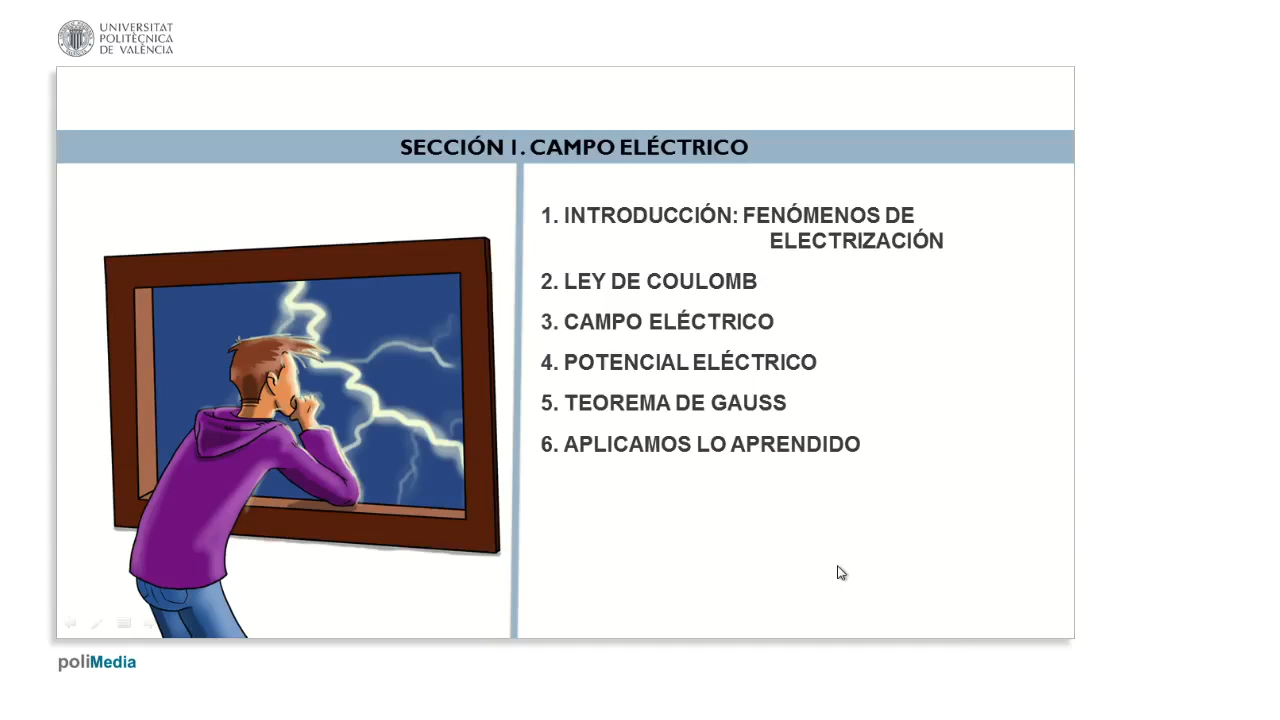 UNIVERSITAT
POLITÈCNICA
DE VALÈNCIA
SECCIÓN 1. CAMPO ELÉCTRICO
1. INTRODUCCIÓN: FENÓMENOS DE
ELECTRIZACIÓN
2. LEY DE COULOMB
3. CAMPO ELÉCTRICO
4. POTENCIAL ELÉCTRICO
5. TEOREMA DE GAUSS
6. APLICAMOS LO APRENDIDO
poliMedia